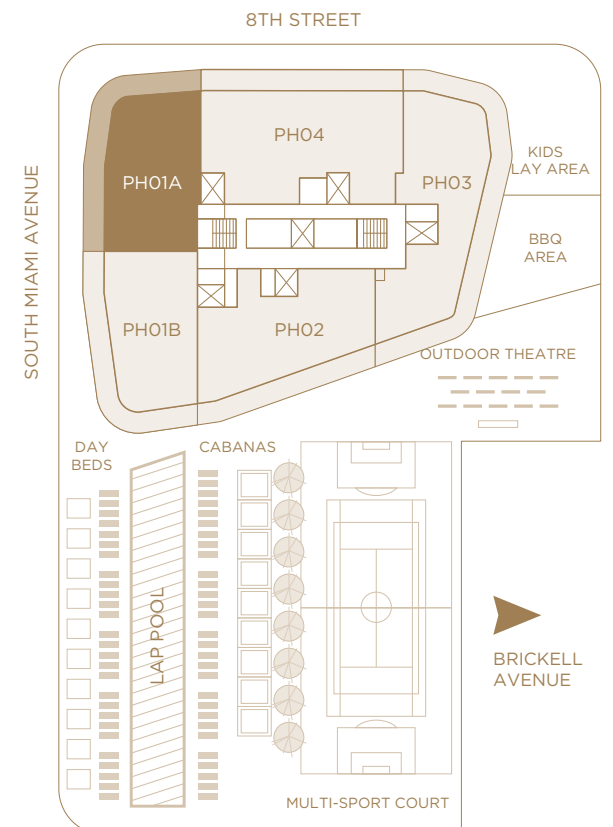 8TH STREET
SOUTH MIAMI AVENUE
PH04
PH01A
PH03
KIDS
LAY AREA
BBQ
AREA
PH01B
PH02
OUTDOOR THEATRE
DAY
BEDS
CABANAS
LAP POOL
BRICKELL
AVENUE
MULTI-SPORT COURT